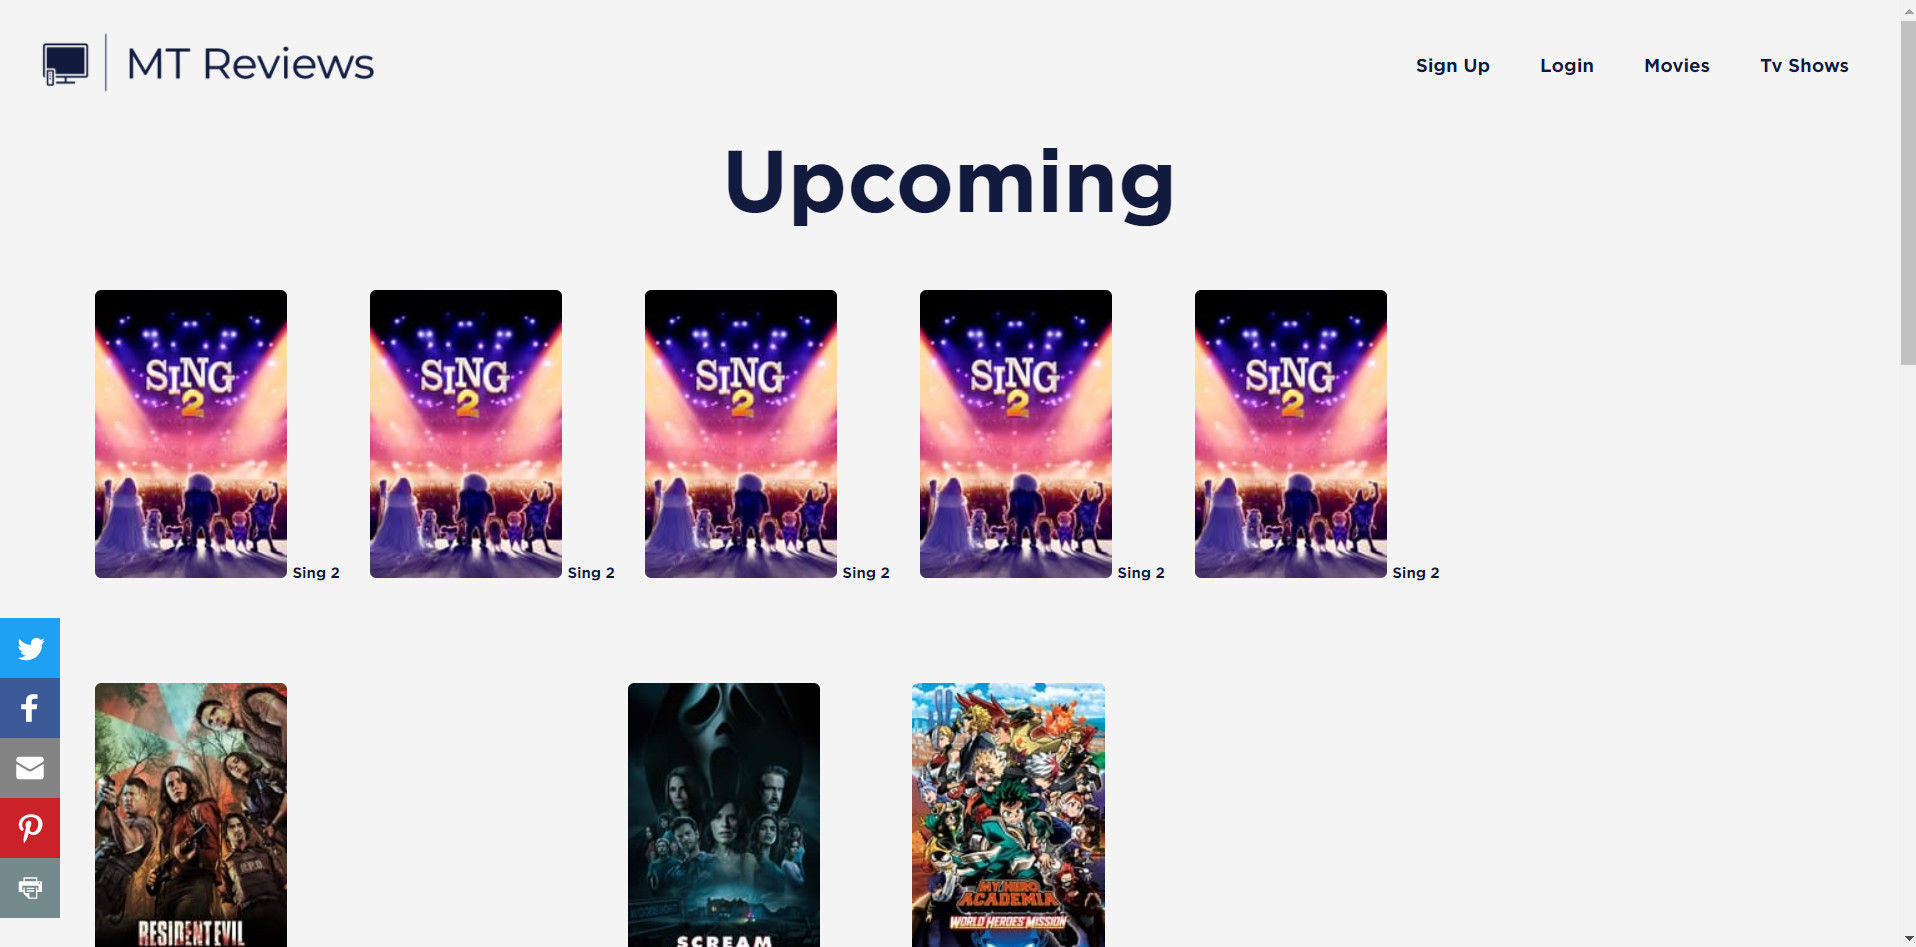 MT Reviews
Sign Up Login Movies Tv Shows
Upcoming
SING
2
SING
2
SING
2
SING
2
SING
2
Sing 2 Sing 2 Sing 2 Sing 2 Sing 2
R.P.D.
RESIDENT EVIL
WOODSBORO
SCREAM
MY HERO
ACADEMIA
WORLD HEROES MISSION